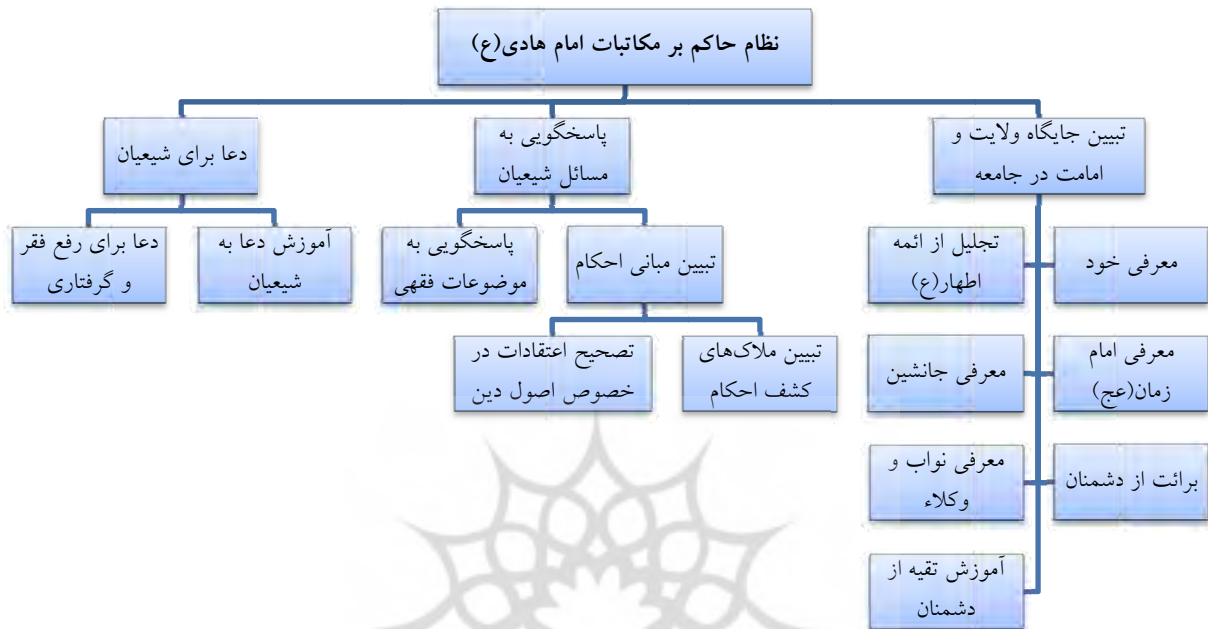 نظام حاکم بر مکاتبات امام هادی(ع)
تبیین جایگاه ولایت و
امامت در جامعه
پاسخگویی به
مسائل شیعیان
دعا برای شیعیان
معرفی خود
تجلیل از ائمه
اطهار(ع)
معرفی امام
زمان(عج)
معرفی جانشین
برائت از دشمنان
معرفی نواب و
وکلاء
آموزش تقیه از
دشمنان
تبیین مبانی احکام
پاسخگویی به
موضوعات فقهی
تبیین ملاک‌های
کشف احکام
تصحیح اعتقادات در
خصوص اصول دین
آموزش دعا به
شیعیان
دعا برای رفع فقر
و گرفتاری